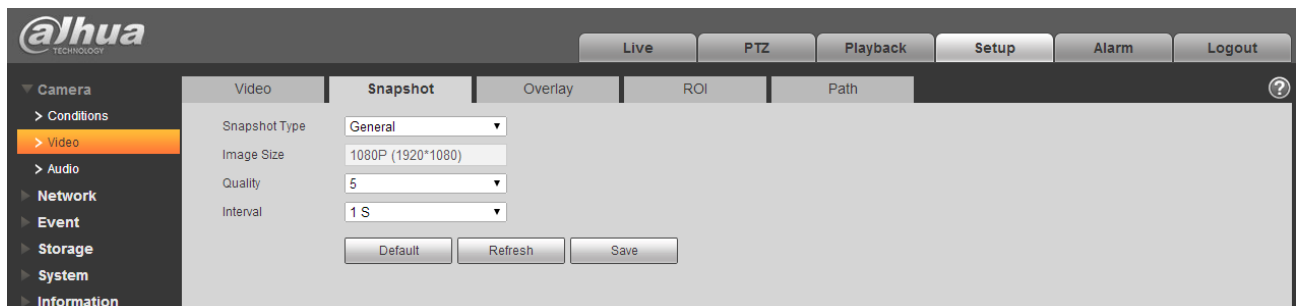 alhua
TECHNOLOGY
Live PTZ Playback Setup Alarm Logout
Camera
Video Snapshot Overlay ROI Path ?
> Conditions
> Video
> Audio
Network
Event
Storage
System
Information
Snapshot Type General
Image Size 1080P (1920*1080)
Quality 5
Interval 1 S
Default Refresh Save